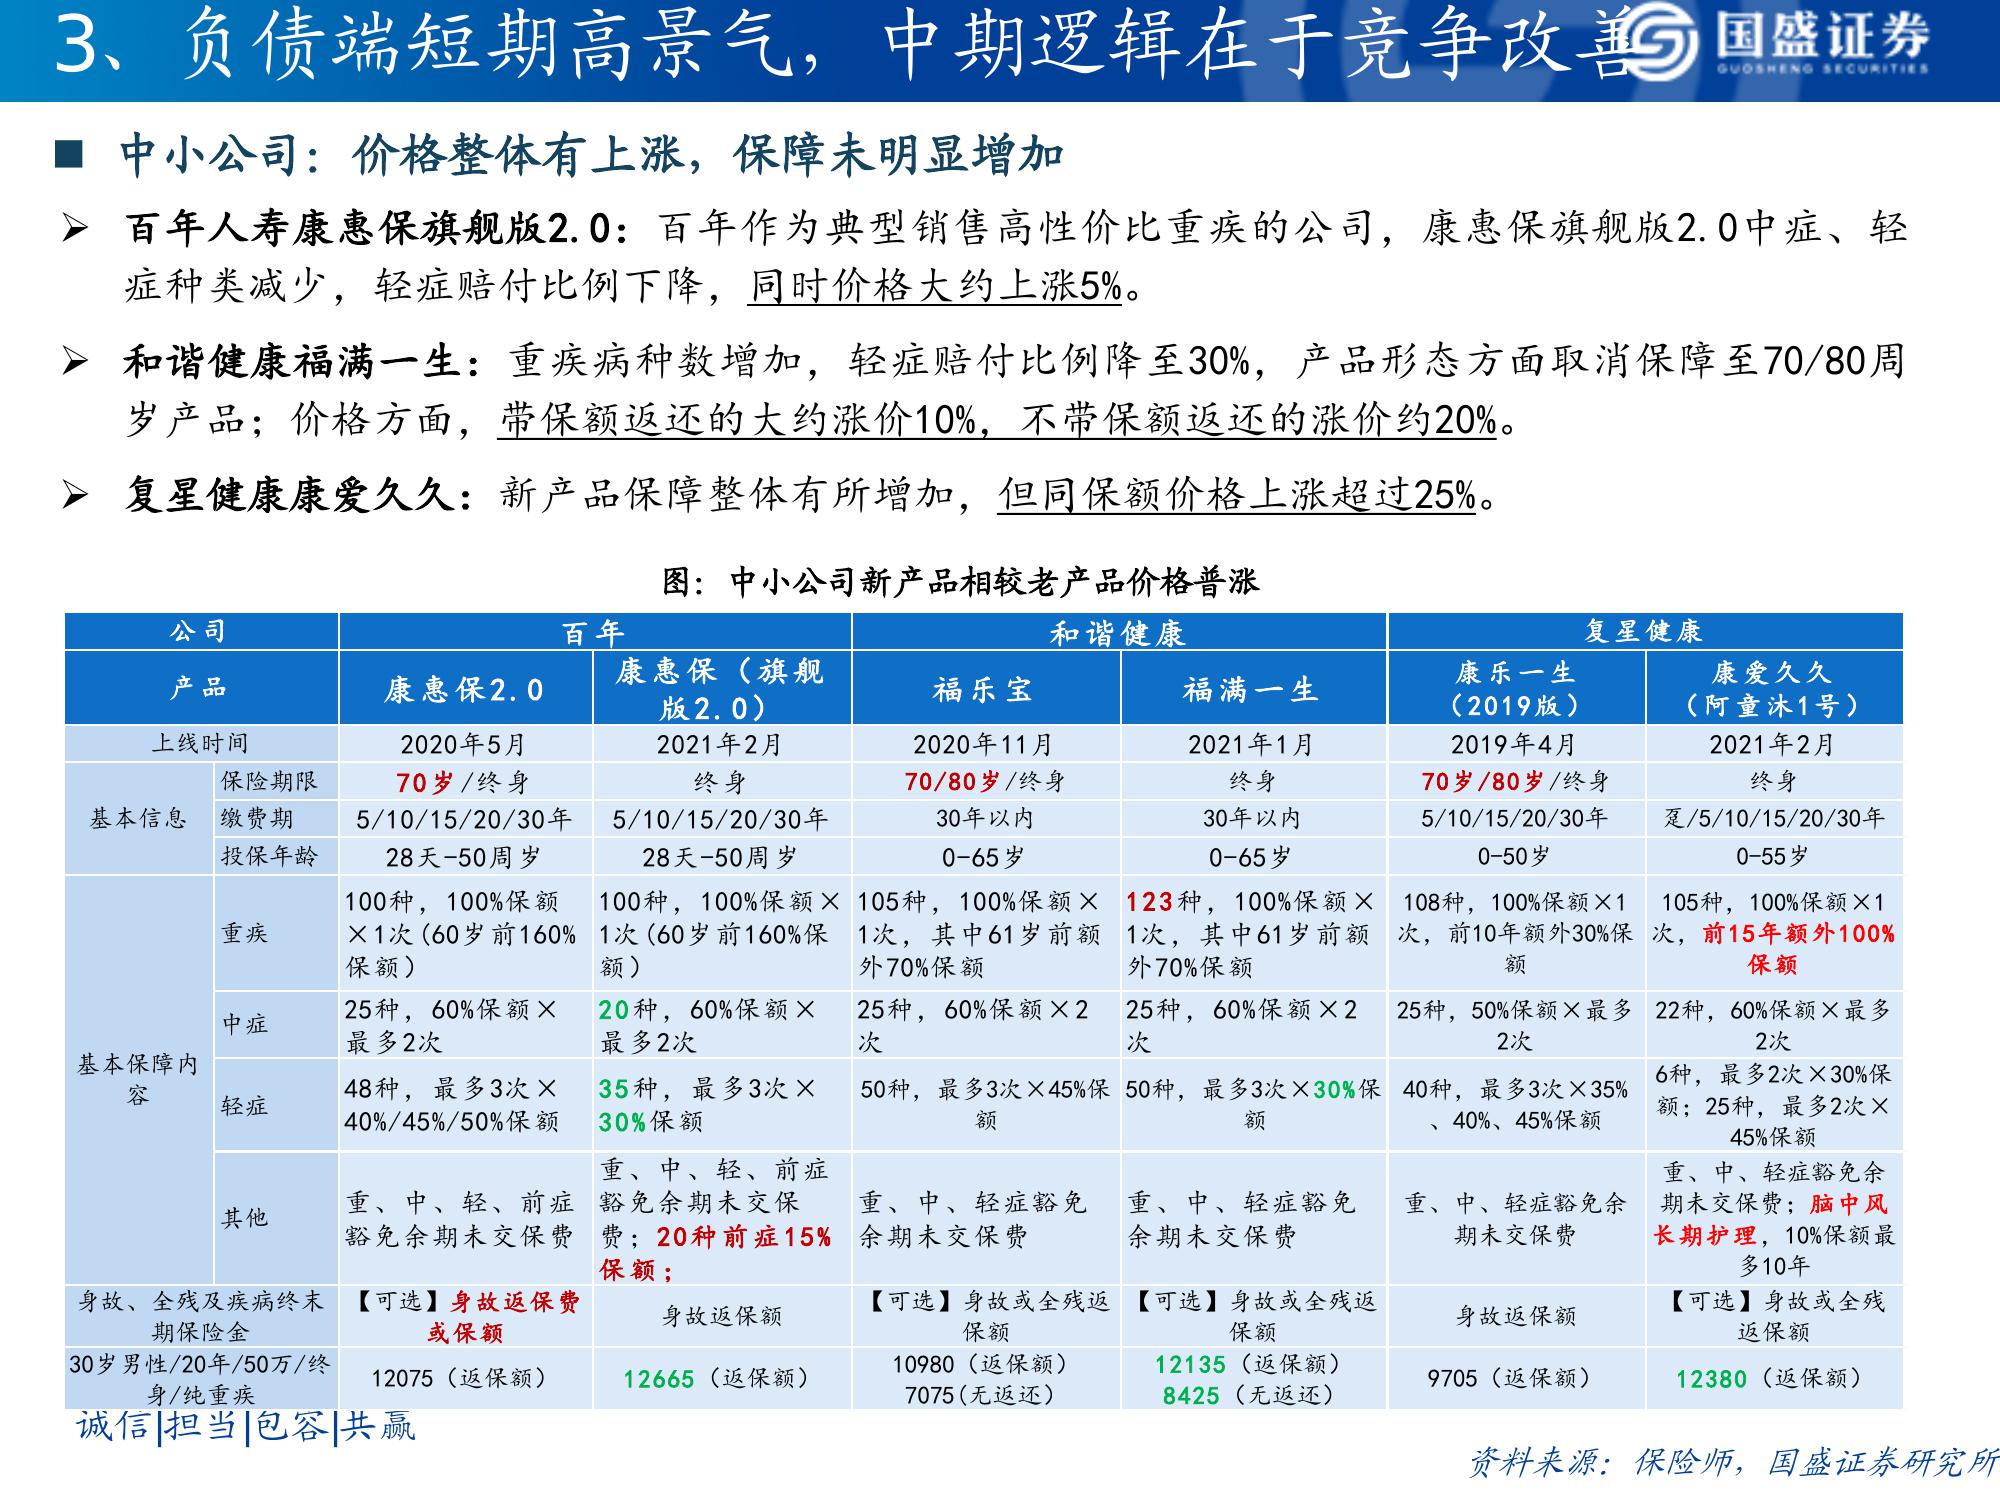 3、负债端短期高景气，中期逻辑在于竞争改善
国盛证券
GUOSHENG SECURITIES
■ 中小公司：价格整体有上涨，保障未明显增加
➢ 百年人寿康惠保旗舰版2.0：百年作为典型销售高性价比重疾的公司，康惠保旗舰版2.0中症、轻
症种类减少，轻症赔付比例下降，同时价格大约上涨5%。
➢ 和谐健康福满一生：重疾病种数增加，轻症赔付比例降至30%，产品形态方面取消保障至70/80周
岁产品；价格方面，带保额返还的大约涨价10%，不带保额返还的涨价约20%。
➢ 复星健康康爱久久：新产品保障整体有所增加，但同保额价格上涨超过25%。
图：中小公司新产品相较老产品价格普涨
公司 百年 和谐健康 复星健康
产品 康惠保2.0 康惠保（旗舰
版2.0） 福乐宝 福满一生 康乐一生
（2019版） 康爱久久
（阿童沐1号）
上线时间 2020年5月 2021年2月 2020年11月 2021年1月 2019年4月 2021年2月
基本信息
保险期限 70岁/终身 终身 70/80岁/终身 终身 70岁/80岁/终身 终身
缴费期 5/10/15/20/30年 5/10/15/20/30年 30年以内 30年以内 5/10/15/20/30年 趸/5/10/15/20/30年
投保年龄 28天-50周岁 28天-50周岁 0-65岁 0-65岁 0-50岁 0-55岁
基本保障内
容
重疾
100种，100%保额
×1次(60岁前160%
保额)
100种，100%保额×
1次(60岁前160%保
额)
105种，100%保额×
1次，其中61岁前额
外70%保额
123种，100%保额×
1次，其中61岁前额
外70%保额
108种，100%保额×1
次，前10年额外30%保
额
105种，100%保额×1
次，前15年额外100%
保额
中症
25种，60%保额×
最多2次
20种，60%保额×
最多2次
25种，60%保额×2
次
25种，60%保额×2
次
25种，50%保额×最多
2次
22种，60%保额×最多
2次
轻症
48种，最多3次×
40%/45%/50%保额
35种，最多3次×
30%保额
50种，最多3次×45%保
额
50种，最多3次×30%保
额
40种，最多3次×35%
、40%、45%保额
6种，最多2次×30%保
额；25种，最多2次×
45%保额
其他
重、中、轻、前症
豁免余期未交保费
重、中、轻、前症
豁免余期未交保
费；20种前症15%
保额；
重、中、轻症豁免
余期未交保费
重、中、轻症豁免
余期未交保费
重、中、轻症豁免余
期未交保费
重、中、轻症豁免余
期未交保费；脑中风
长期护理，10%保额最
多10年
身故、全残及疾病终末
期保险金
【可选】身故返保费
或保额
身故返保额
【可选】身故或全残返
保额
【可选】身故或全残返
保额
身故返保额
【可选】身故或全残
返保额
30岁男性/20年/50万/终
身/纯重疾
12075（返保额）
12665（返保额）
10980（返保额）
7075(无返还）
12135（返保额）
8425（无返还）
9705（返保额）
12380（返保额）
诚信|担当|包容|共赢
资料来源：保险师，国盛证券研究所